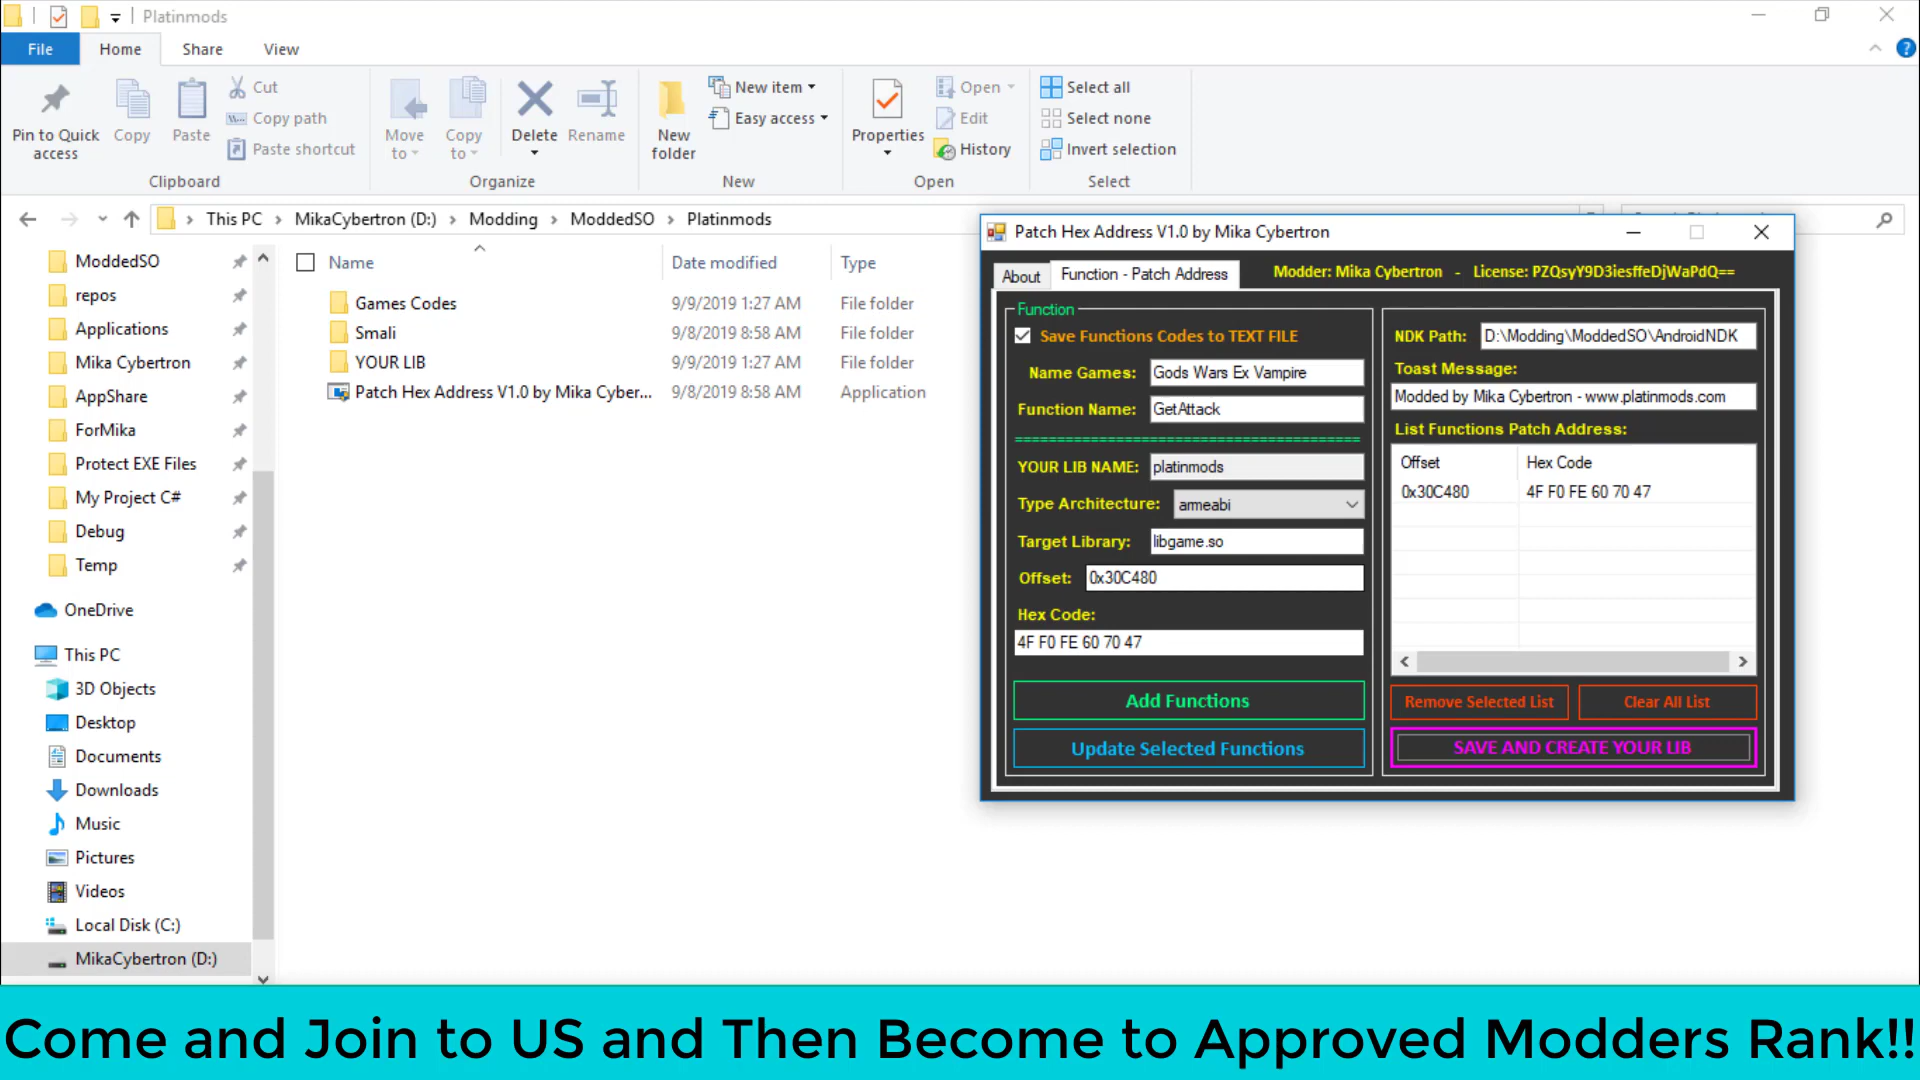 Platinmods
File
Home
Share
View
Pin to Quick access
Copy
Paste
Cut
Copy path
Paste shortcut
Clipboard
Move to
Copy to
Delete
Rename
Organize
New folder
New item
Easy access
New
Properties
Open
Edit
History
Open
Select all
Select none
Invert selection
Select
This PC > MikaCybertron (D:) > Modding > ModdedSO > Platinmods
ModdedSO
repos
Applications
Mika Cybertron
AppShare
ForMika
Protect EXE Files
My Project C#
Debug
Temp
OneDrive
This PC
3D Objects
Desktop
Documents
Downloads
Music
Pictures
Videos
Local Disk (C:)
MikaCybertron (D:)
Name Date modified Type
Games Codes 9/9/2019 1:27 AM File folder
Smali 9/8/2019 8:58 AM File folder
YOUR LIB 9/9/2019 1:27 AM File folder
Patch Hex Address V1.0 by Mika Cyber... 9/8/2019 8:58 AM Application
Patch Hex Address V1.0 by Mika Cybertron
About
Function - Patch Address
Modder: Mika Cybertron - License: PZQsyY9D3iesffeDjWaPdQ==
Function
Save Functions Codes to TEXT FILE
Name Games: Gods Wars Ex Vampire
Function Name: GetAttack
YOUR LIB NAME: platinmods
Type Architecture: armeabi
Target Library: libgame.so
Offset: 0x30C480
Hex Code:
4F F0 FE 60 70 47
Add Functions
Update Selected Functions
NDK Path: D:\Modding\ModdedSO\AndroidNDK
Toast Message:
Modded by Mika Cybertron - www.platinmods.com
List Functions Patch Address:
Offset Hex Code
0x30C480 4F F0 FE 60 70 47
Remove Selected List
Clear All List
SAVE AND CREATE YOUR LIB
Come and Join to US and Then Become to Approved Modders Rank!!